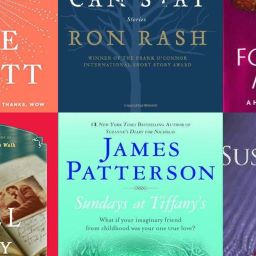 CAN STAY
Stories
RON RASH
WINNER OF THE FRANK O'CONNOR
INTERNATIONAL SHORT STORY AWARD
E
TT
THANKS, WOW
FO
A H
Walk
L
Y
#1 New York Times BESTSELLING AUTHOR OF
SUZANNE'S DIARY FOR NICHOLAS
JAMES
PATTERSON
Sundays at Tiffany's
What if your imaginary friend
from childhood was your one true love?
SUS